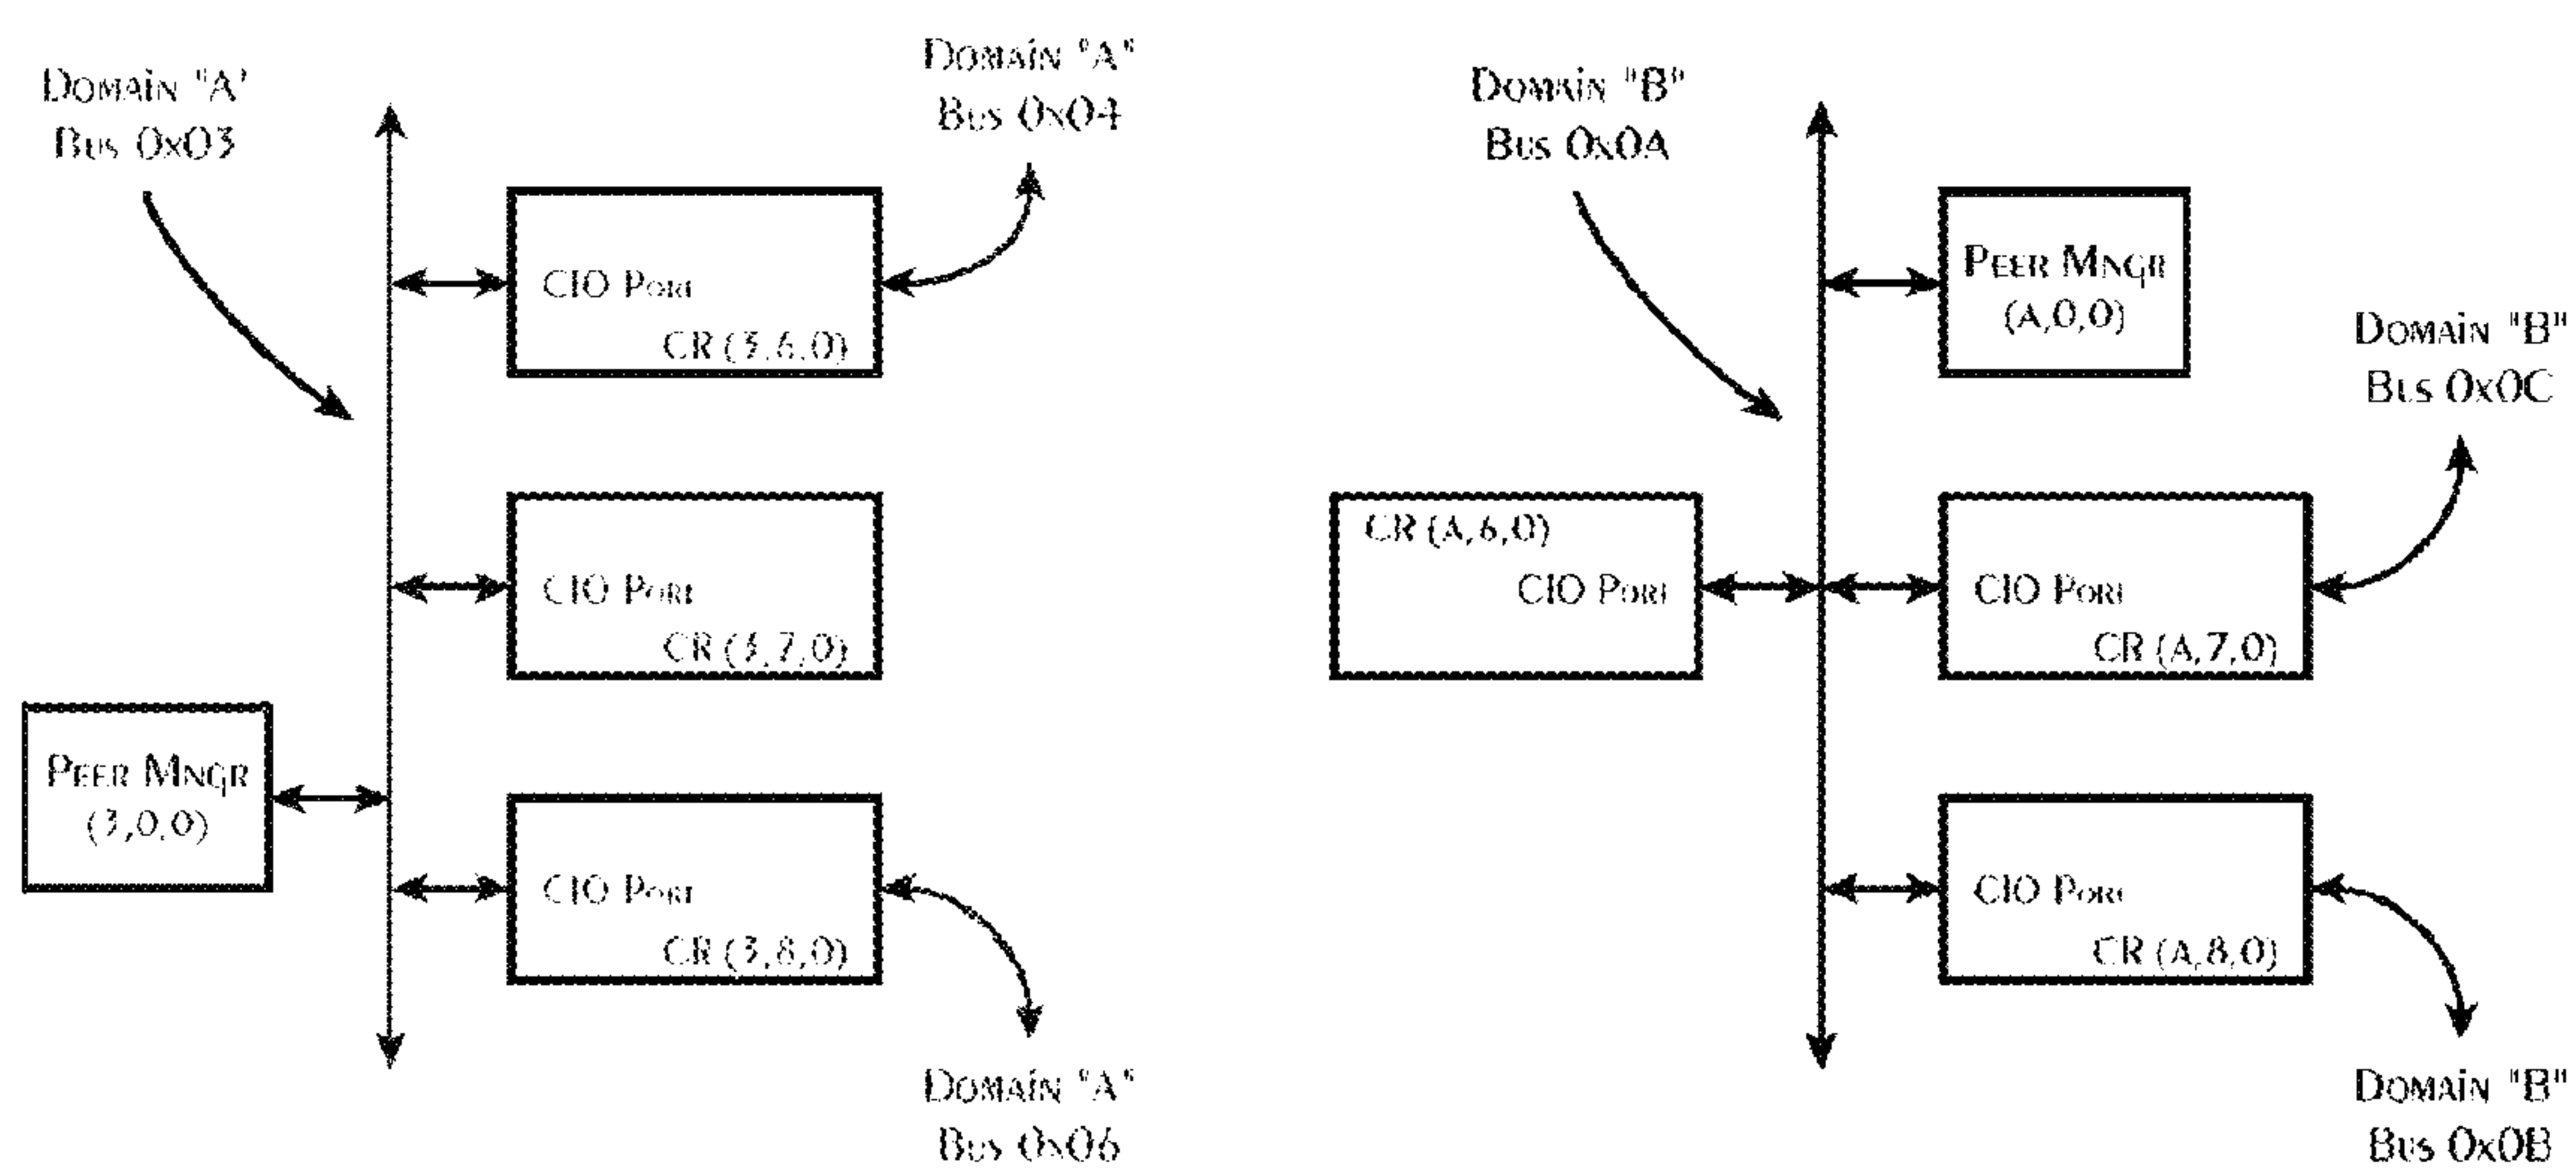 Domain "A"
Bus 0x03
Domain "A"
Bus 0x04
CIO Port
CR (3,6,0)
CIO Port
CR (3,7,0)
Peer Mngr
(3,0,0)
CIO Port
CR (3,8,0)
Domain "A"
Bus 0x06
Domain "B"
Bus 0x0A
Peer Mngr
(A,0,0)
Domain "B"
Bus 0x0C
CR (A,6,0)
CIO Port
CIO Port
CR (A,7,0)
CIO Port
CR (A,8,0)
Domain "B"
Bus 0x0B